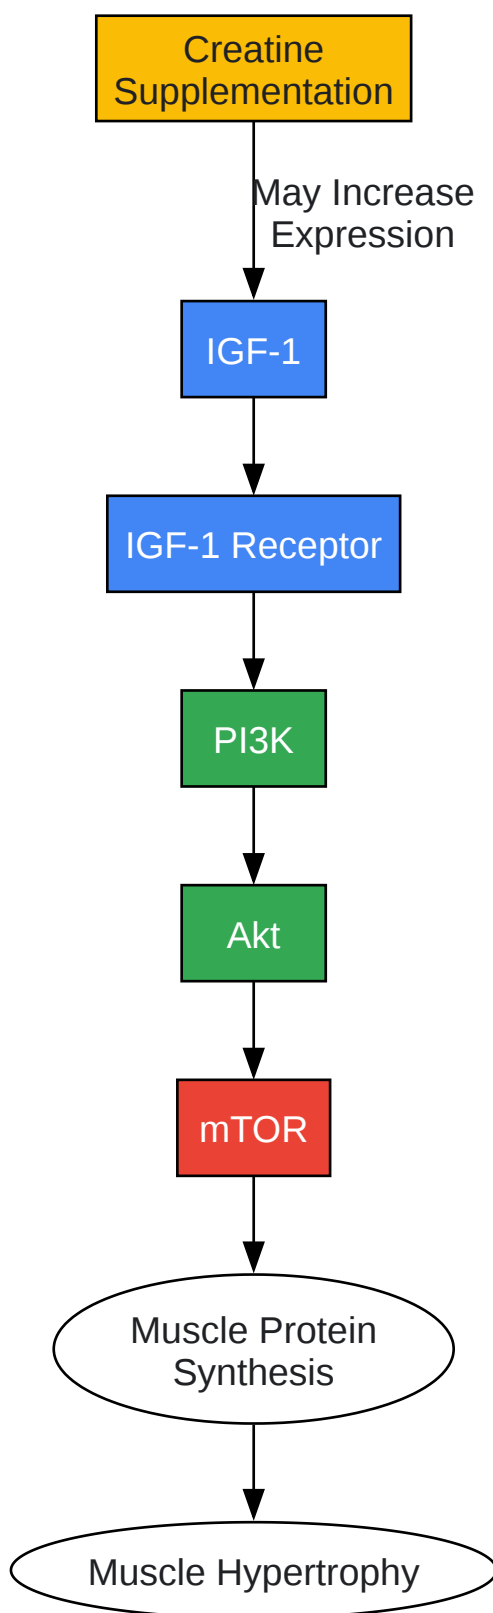 Creatine
Supplementation
May Increase
Expression
IGF-1
IGF-1 Receptor
PI3K
Akt
mTOR
Muscle Protein
Synthesis
Muscle Hypertrophy